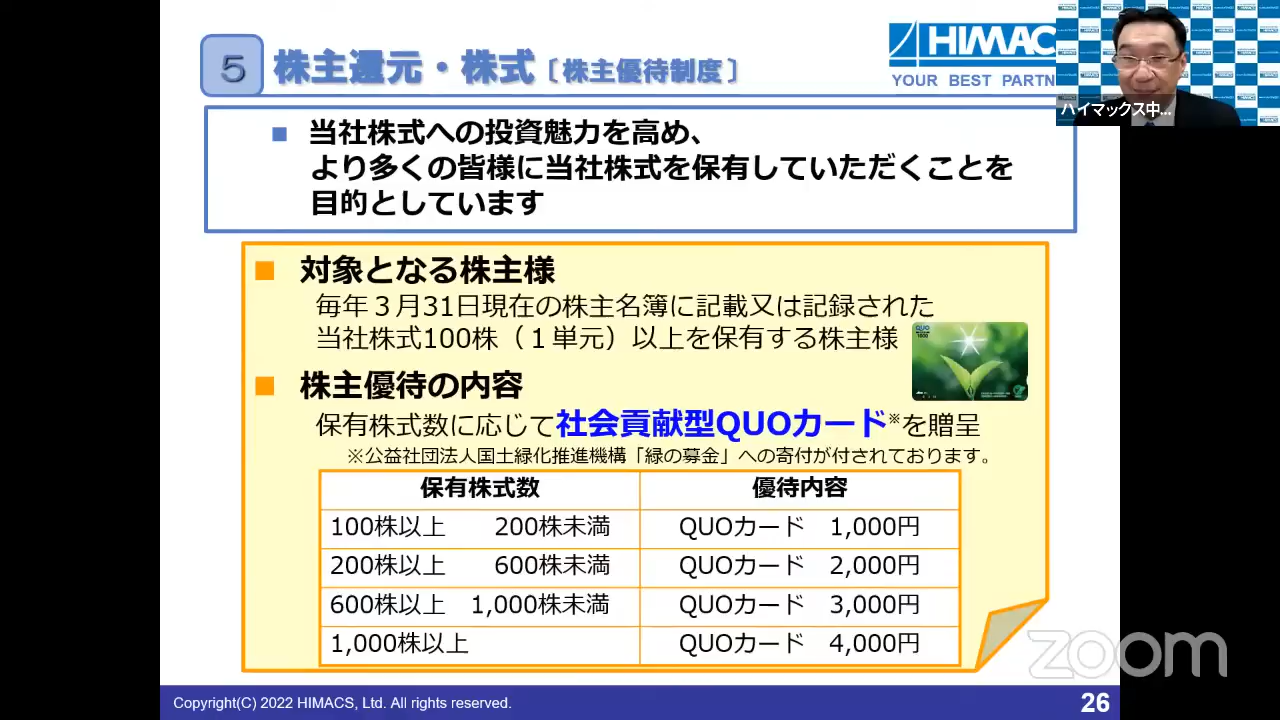 5 株主還元・株式〔株主優待制度〕
HIMAC
YOUR BEST PARTN
ハイマックス中...
■ 当社株式への投資魅力を高め、
より多くの皆様に当社株式を保有していただくことを
目的としています
■ 対象となる株主様
毎年３月31日現在の株主名簿に記載又は記録された
当社株式100株（１単元）以上を保有する株主様
QUO
1000
■ 株主優待の内容
保有株式数に応じて社会貢献型QUOカード※を贈呈
※公益社団法人国土緑化推進機構「緑の募金」への寄付が付されております。
保有株式数 優待内容
100株以上 200株未満 QUOカード 1,000円
200株以上 600株未満 QUOカード 2,000円
600株以上 1,000株未満 QUOカード 3,000円
1,000株以上 QUOカード 4,000円
zoom
Copyright(C) 2022 HIMACS, Ltd. All rights reserved.
26